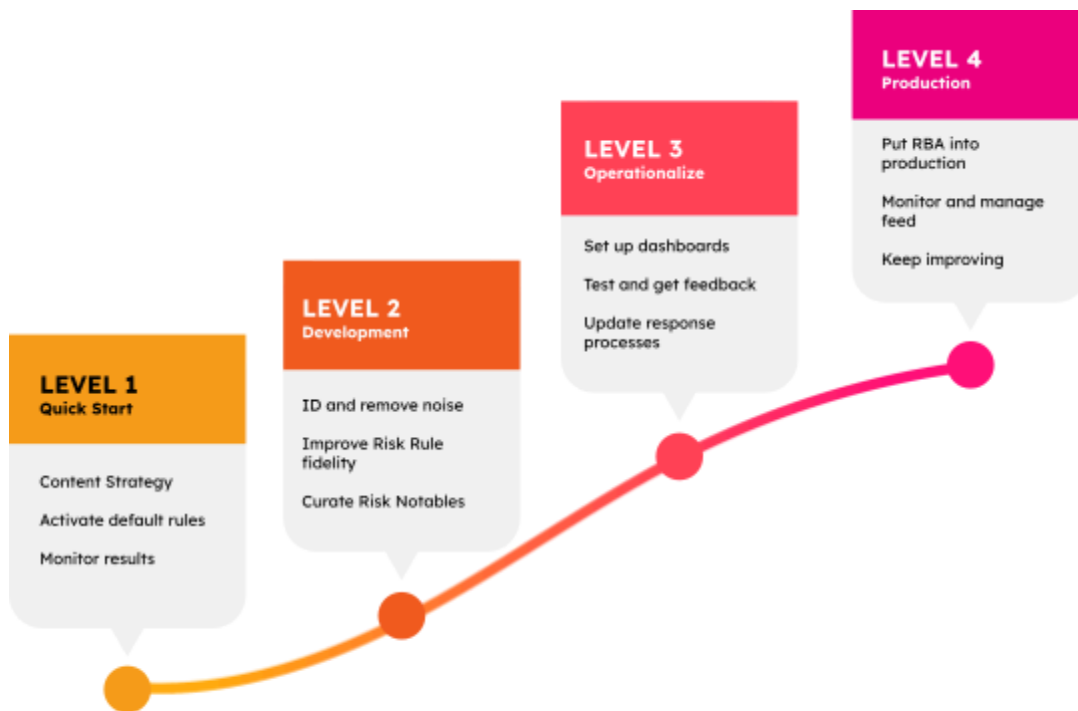 LEVEL 1
Quick Start
Content Strategy
Activate default rules
Monitor results
LEVEL 2
Development
ID and remove noise
Improve Risk Rule
fidelity
Curate Risk Notables
LEVEL 3
Operationalize
Set up dashboards
Test and get feedback
Update response
processes
LEVEL 4
Production
Put RBA into
production
Monitor and manage
feed
Keep improving